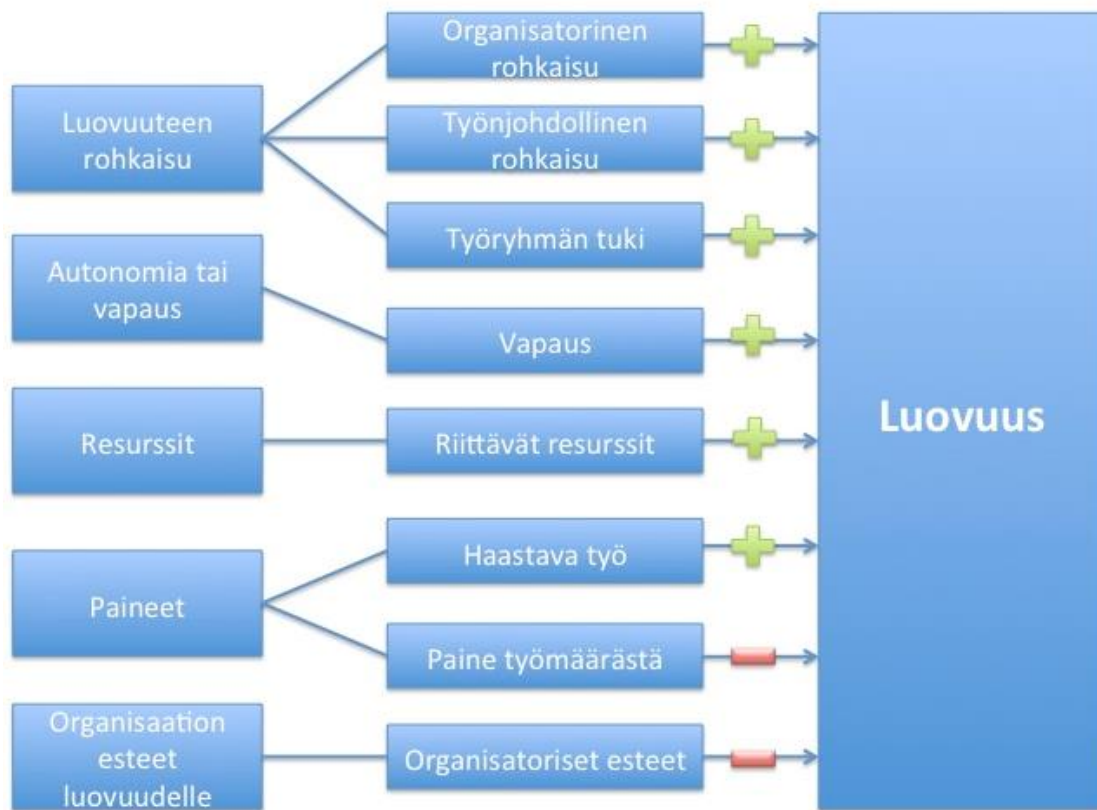 Luovuuteen
rohkaisu
Autonomia tai
vapaus
Resurssit
Paineet
Organisaation
esteet
luovuudelle
Organisatorinen
rohkaisu
Työnjohdollinen
rohkaisu
Työryhmän tuki
Vapaus
Riittävät resurssit
Haastava työ
Paine työmäärästä
Organisatoriset esteet
Luovuus